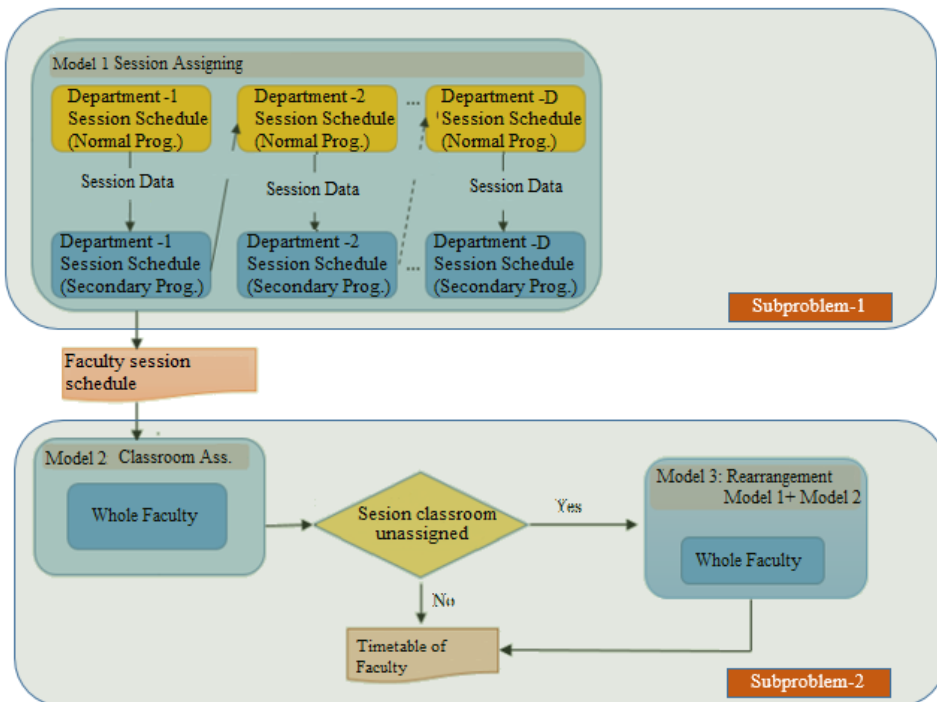 Model 1 Session Assigning
Department -1
Session Schedule
(Normal Prog.)
Department -2
Session Schedule
(Normal Prog.)
...
Department -D
Session Schedule
(Normal Prog.)
Session Data
Session Data
Session Data
Department -1
Session Schedule
(Secondary Prog.)
Department -2
Session Schedule
(Secondary Prog.)
...
Department -D
Session Schedule
(Secondary Prog.)
Subproblem-1
Faculty session
schedule
Model 2 Classroom Ass.
Whole Faculty
Sesion classroom
unassigned
Yes
No
Model 3: Rearrangement
Model 1+ Model 2
Whole Faculty
Timetable of
Faculty
Subproblem-2